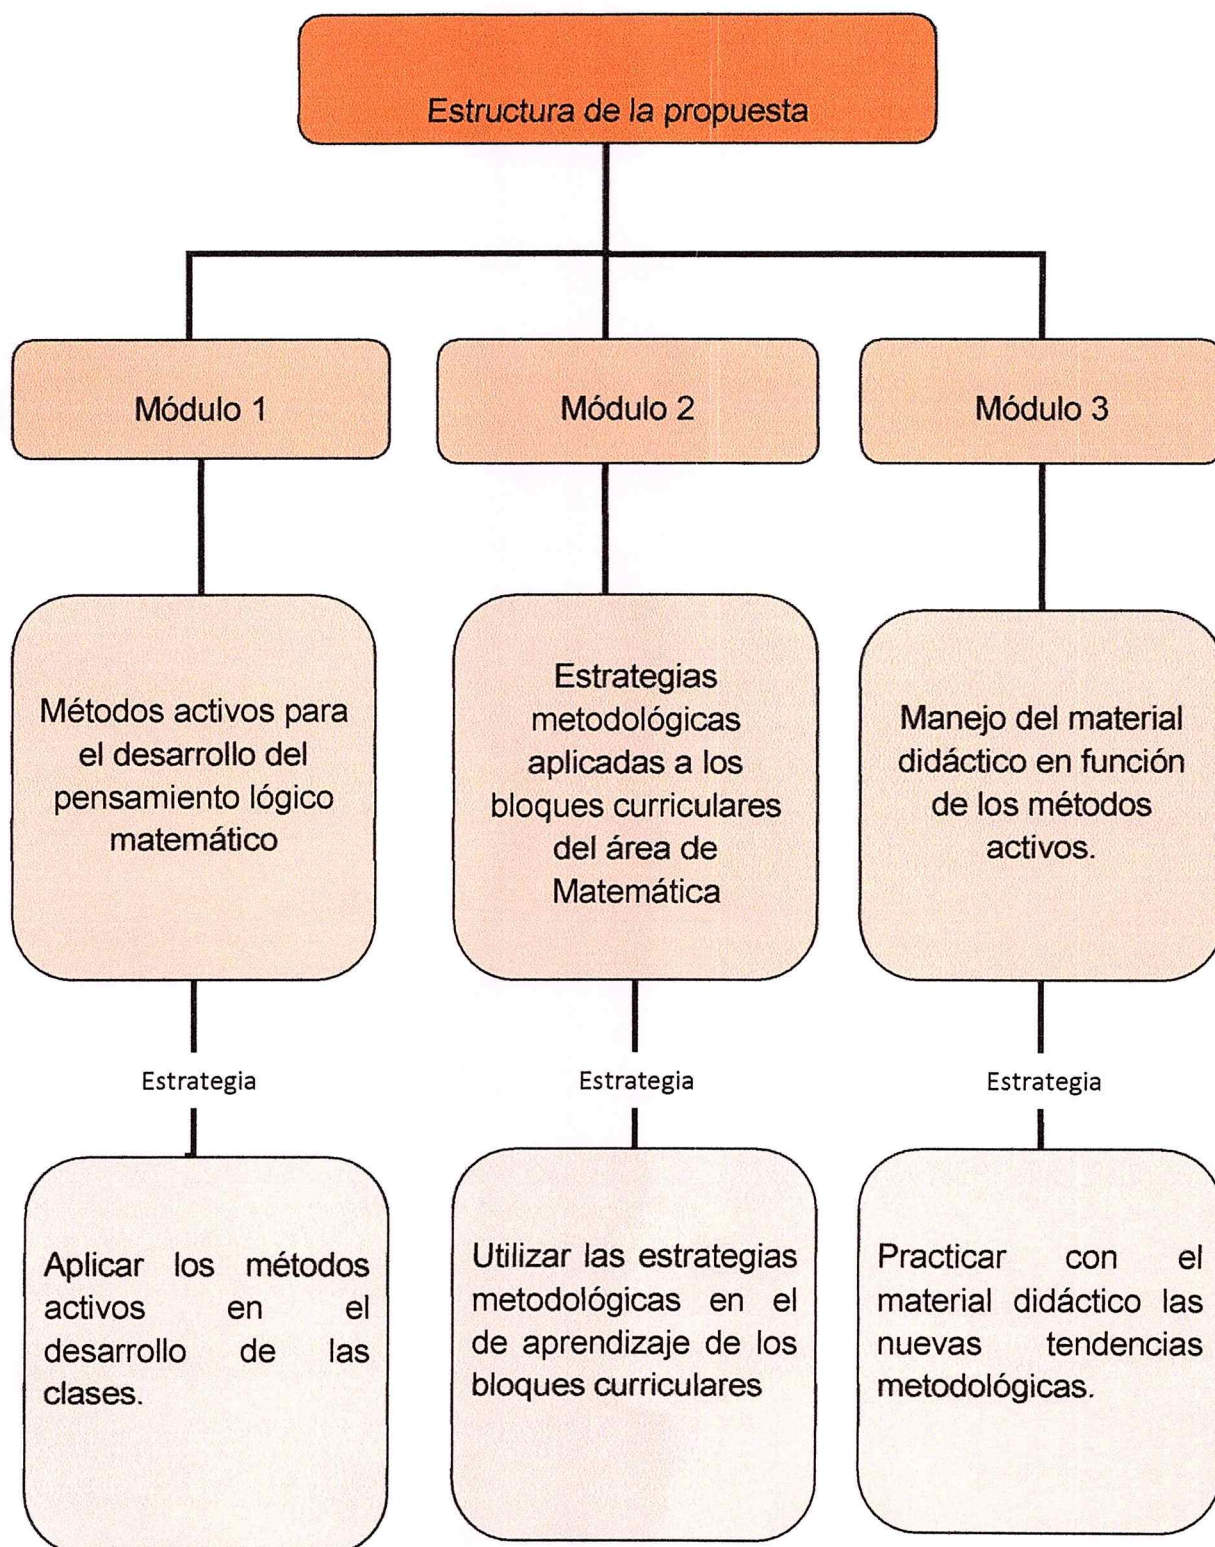 Estructura de la propuesta
Módulo 1
Módulo 2
Módulo 3
Métodos activos para
el desarrollo del
pensamiento lógico
matemático
Estrategias
metodológicas
aplicadas a los
bloques curriculares
del área de
Matemática
Manejo del material
didáctico en función
de los métodos
activos.
Estrategia
Estrategia
Estrategia
Aplicar los métodos
activos en el
desarrollo de las
clases.
Utilizar las estrategias
metodológicas en el
de aprendizaje de los
bloques curriculares
Practicar con el
material didáctico las
nuevas tendencias
metodológicas.